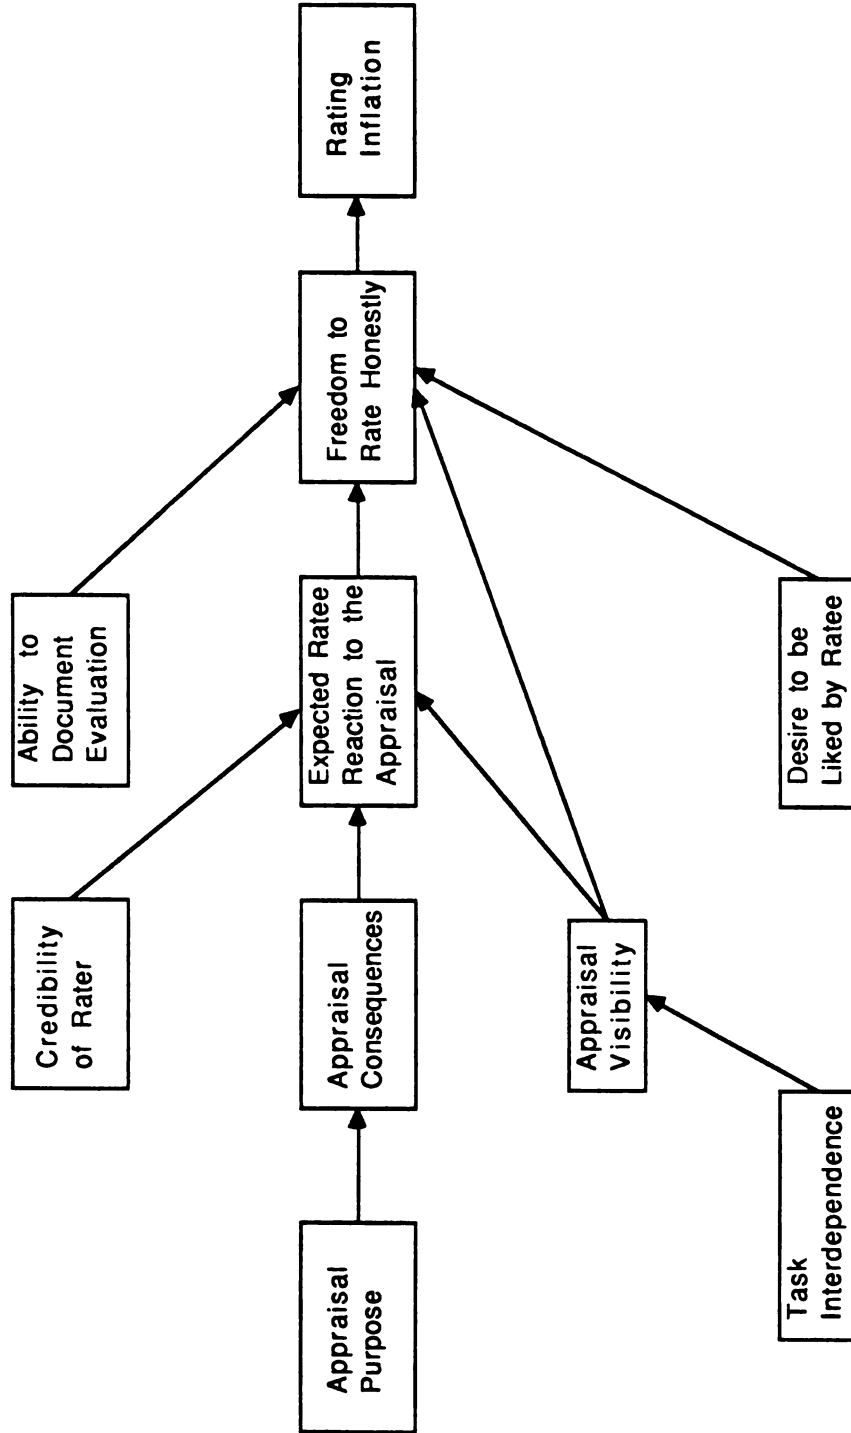 Credibility
of Rater
Ability to
Document
Evaluation
Appraisal
Purpose
Appraisal
Consequences
Expected Ratee
Reaction to the
Appraisal
Freedom to
Rate Honestly
Rating
Inflation
Appraisal
Visibility
Task
Interdependence
Desire to be
Liked by Ratee